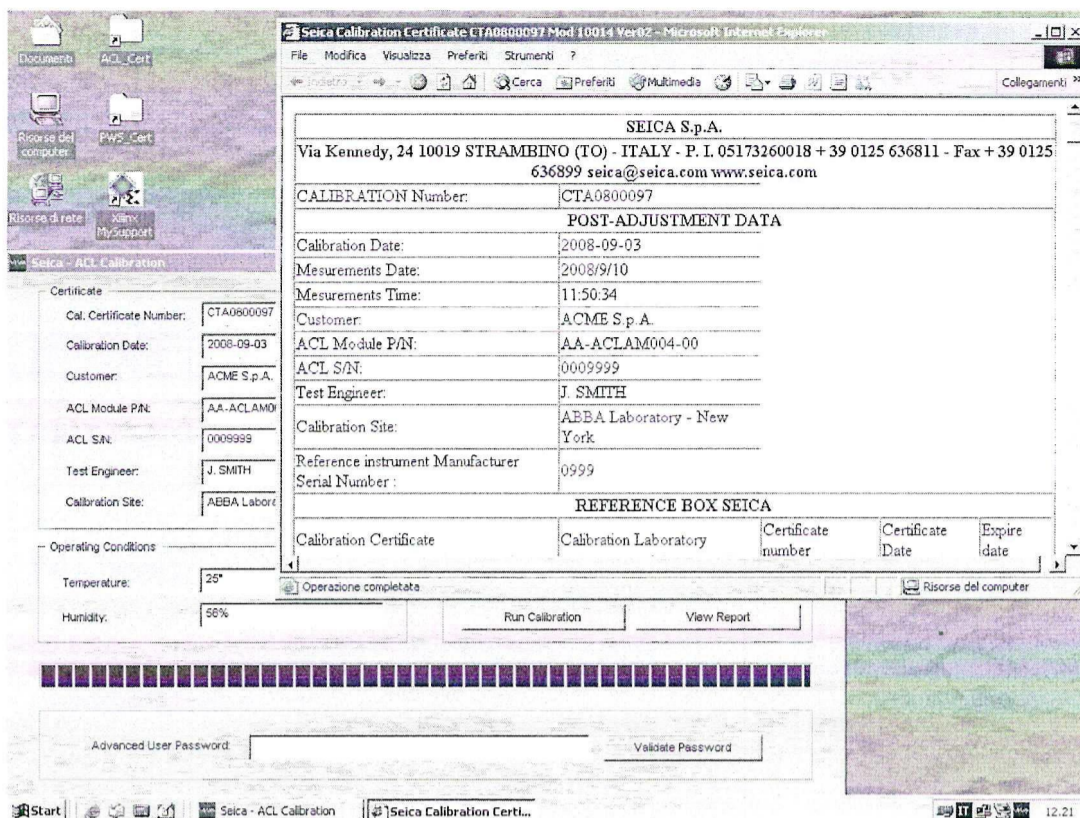 Documenti
ACL_Cert
Risorse del computer
PWS_Cert
Risorse di rete
Xilinx MySupport
Seica Calibration Certificate CTA0800097 Mod 10014 Ver02 - Microsoft Internet Explorer
File Modifica Visualizza Preferiti Strumenti ?
Indietro Cerca Preferiti Multimedia Collegamenti »
SEICA S.p.A.
Via Kennedy, 24 10019 STRAMBINO (TO) - ITALY - P. I. 05173260018 + 39 0125 636811 - Fax + 39 0125
636899 seica@seica.com www.seica.com
CALIBRATION Number: CTA0800097
POST-ADJUSTMENT DATA
Calibration Date: 2008-09-03
Mesurements Date: 2008/9/10
Mesurements Time: 11:50:34
Customer: ACME S.p.A.
ACL Module P/N: AA-ACLAM004-00
ACL S/N: 0009999
Test Engineer: J. SMITH
Calibration Site: ABBA Laboratory - New
York
Reference instrument Manufacturer
Serial Number : 0999
REFERENCE BOX SEICA
Calibration Certificate Calibration Laboratory Certificate number Certificate Date Expire date
Operazione completata Risorse del computer
Seica - ACL Calibration
Certificate
Cal. Certificate Number: CTA0800097
Calibration Date: 2008-09-03
Customer: ACME S.p.A.
ACL Module P/N: AA-ACLAM0
ACL S/N: 0009999
Test Engineer: J. SMITH
Calibration Site: ABBA Labora
Operating Conditions
Temperature: 25°
Humidity: 56%
Run Calibration View Report
Advanced User Password: Validate Password
Start Seica - ACL Calibration Seica Calibration Certi... IT 12.21